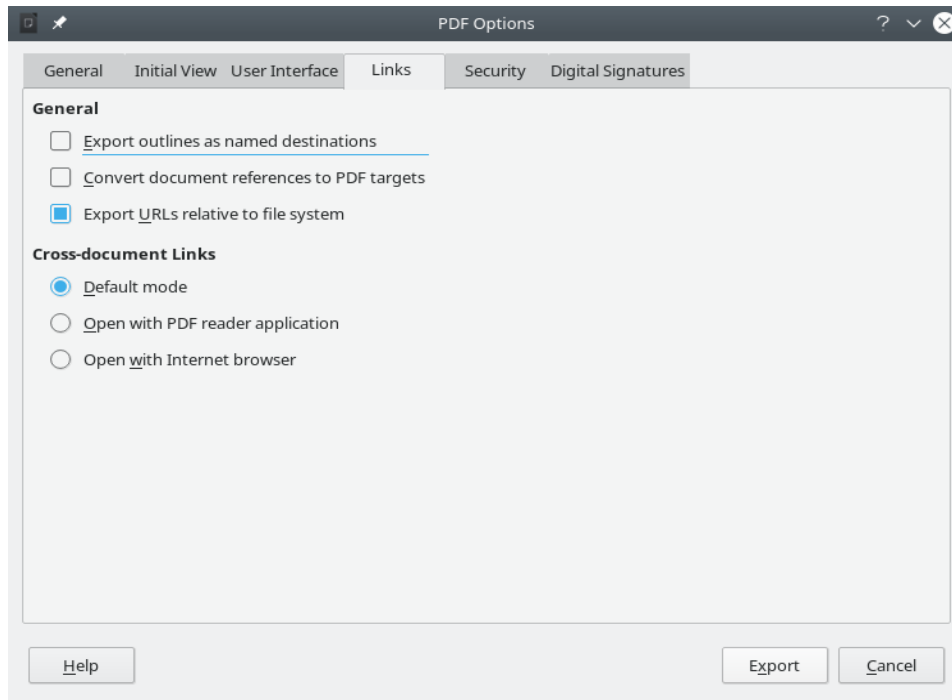 PDF Options
General
Initial View
User Interface
Links
Security
Digital Signatures
General
Export outlines as named destinations
Convert document references to PDF targets
Export URLs relative to file system
Cross-document Links
Default mode
Open with PDF reader application
Open with Internet browser
Help
Export
Cancel